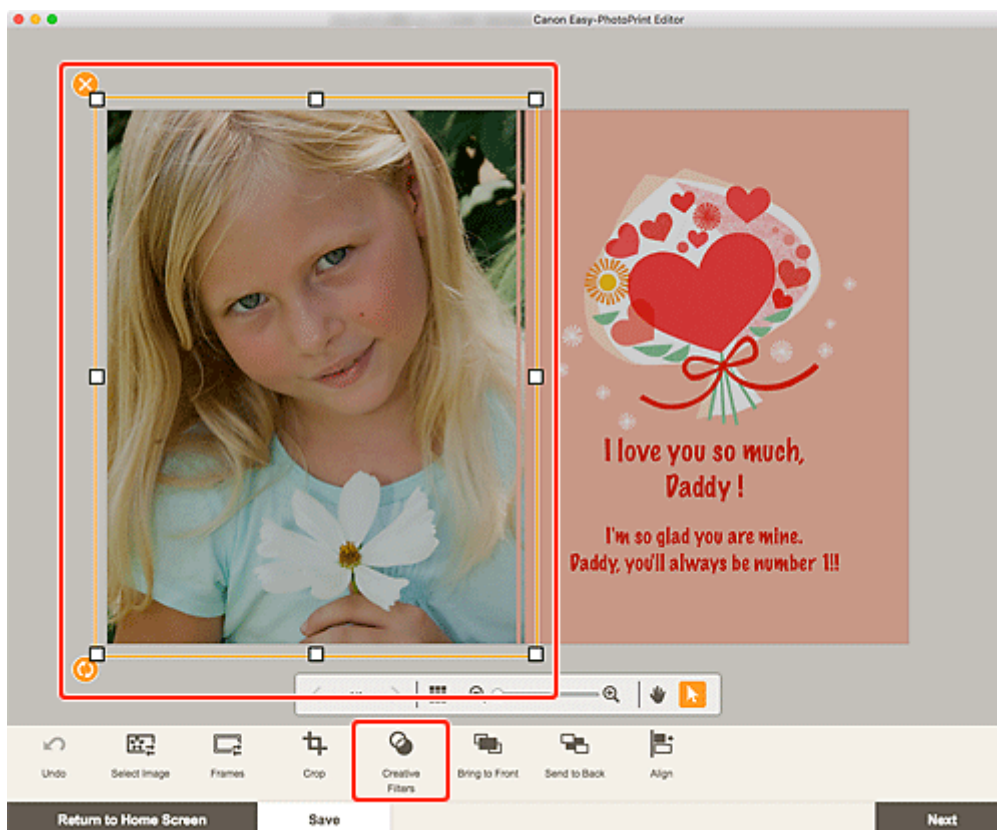 Canon Easy-PhotoPrint Editor
I love you so much,
Daddy !
I'm so glad you are mine.
Daddy, you'll always be number 1!!
Undo
Select Image
Frames
Crop
Creative
Filters
Bring to Front
Send to Back
Align
Return to Home Screen
Save
Next